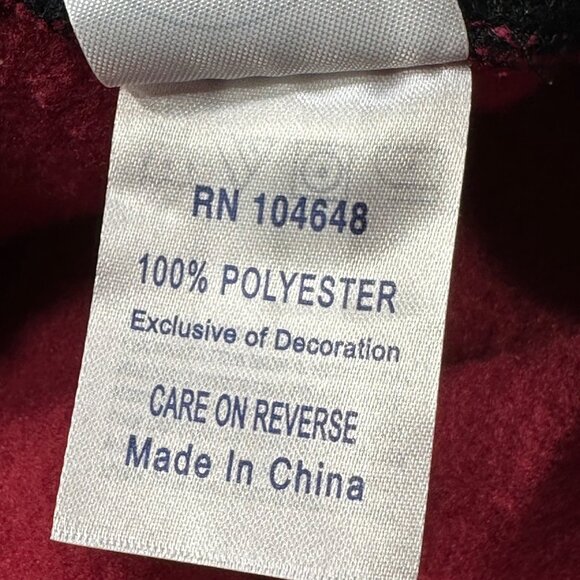 RN 104648
100% POLYESTER
Exclusive of Decoration
CARE ON REVERSE
Made In China